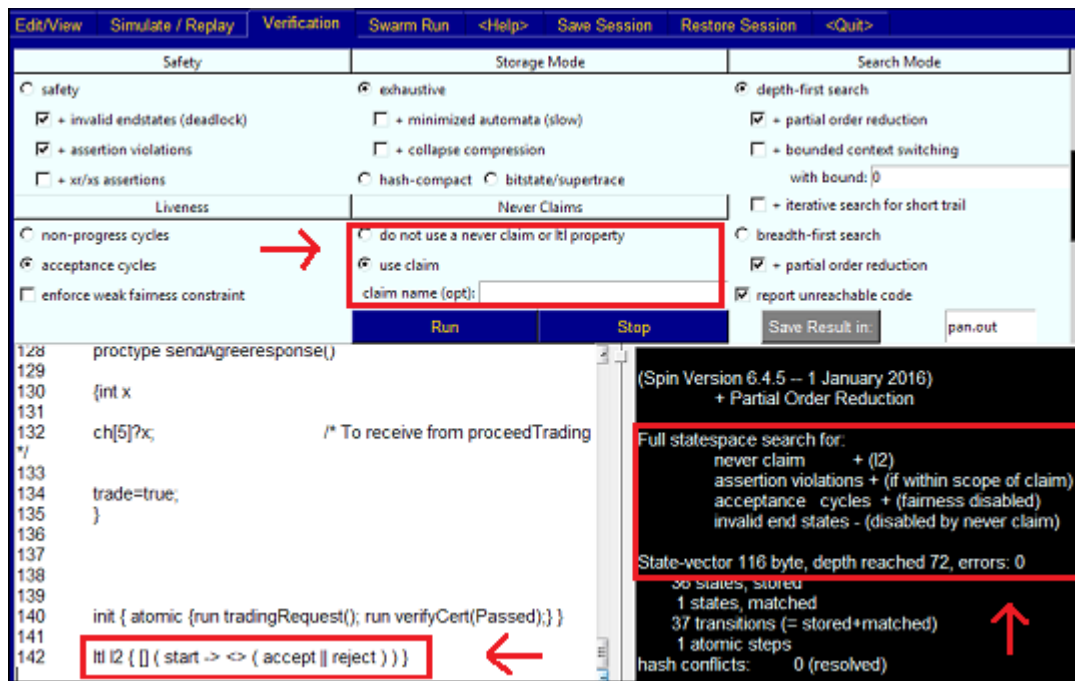 Edit/View Simulate / Replay Verification Swarm Run <Help> Save Session Restore Session <Quit>
Safety
safety
+ invalid endstates (deadlock)
+ assertion violations
+ xr/xs assertions
Liveness
non-progress cycles
acceptance cycles
enforce weak fairness constraint
Storage Mode
exhaustive
+ minimized automata (slow)
+ collapse compression
hash-compact bitstate/supertrace
Never Claims
do not use a never claim or ltl property
use claim
claim name (opt):
Run Stop
Search Mode
depth-first search
+ partial order reduction
+ bounded context switching
with bound: 0
+ iterative search for short trail
breadth-first search
+ partial order reduction
report unreachable code
Save Result in: pan.out
128 proctype sendAgreeresponse()
129
130 {int x
131
132 ch[5]?x; /* To receive from proceedTrading
*/
133
134 trade=true;
135 }
136
137
138
139
140 init { atomic {run tradingRequest(); run verifyCert(Passed);} }
141
142 ltl l2 { [] ( start -> <> ( accept || reject ) ) }
(Spin Version 6.4.5 -- 1 January 2016)
+ Partial Order Reduction
Full statespace search for:
never claim + (l2)
assertion violations + (if within scope of claim)
acceptance cycles + (fairness disabled)
invalid end states - (disabled by never claim)
State-vector 116 byte, depth reached 72, errors: 0
36 states, stored
1 states, matched
37 transitions (= stored+matched)
1 atomic steps
hash conflicts: 0 (resolved)